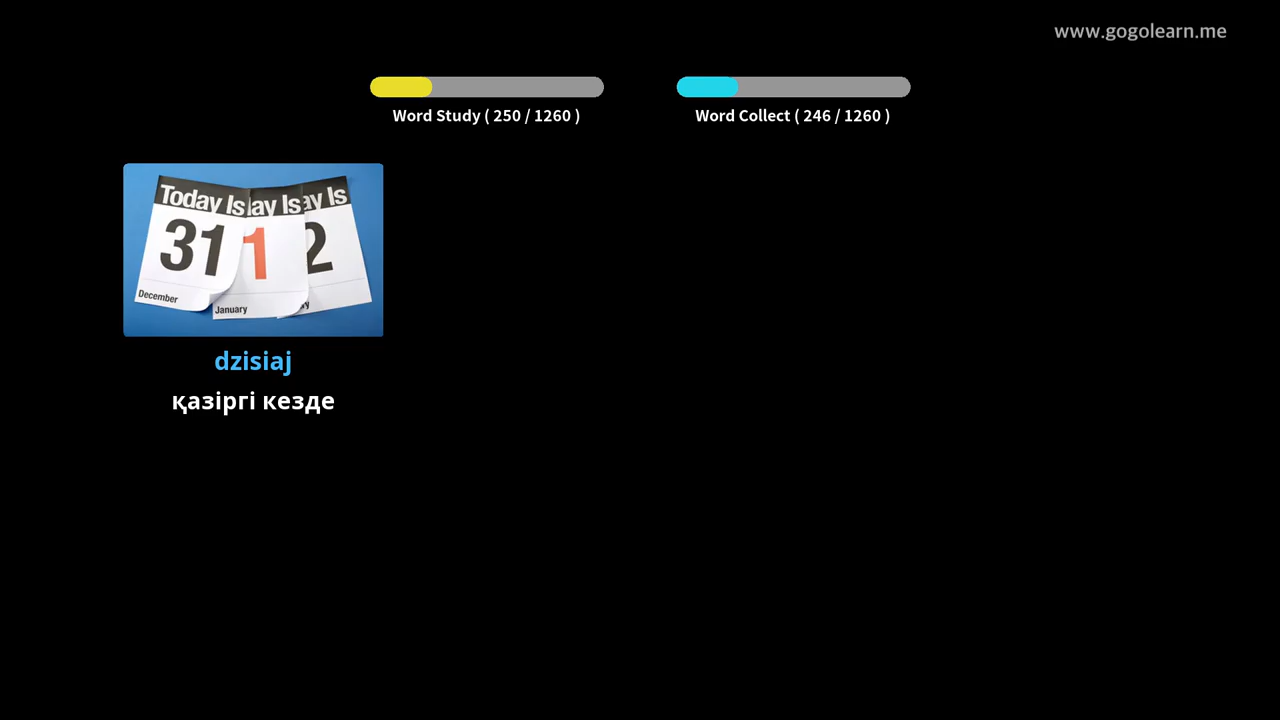 www.gogolearn.me
Word Study ( 250 / 1260 )
Word Collect ( 246 / 1260 )
Today Is
31
December
ay Is
1
January
ay Is
2
dzisiaj
қазіргі кезде